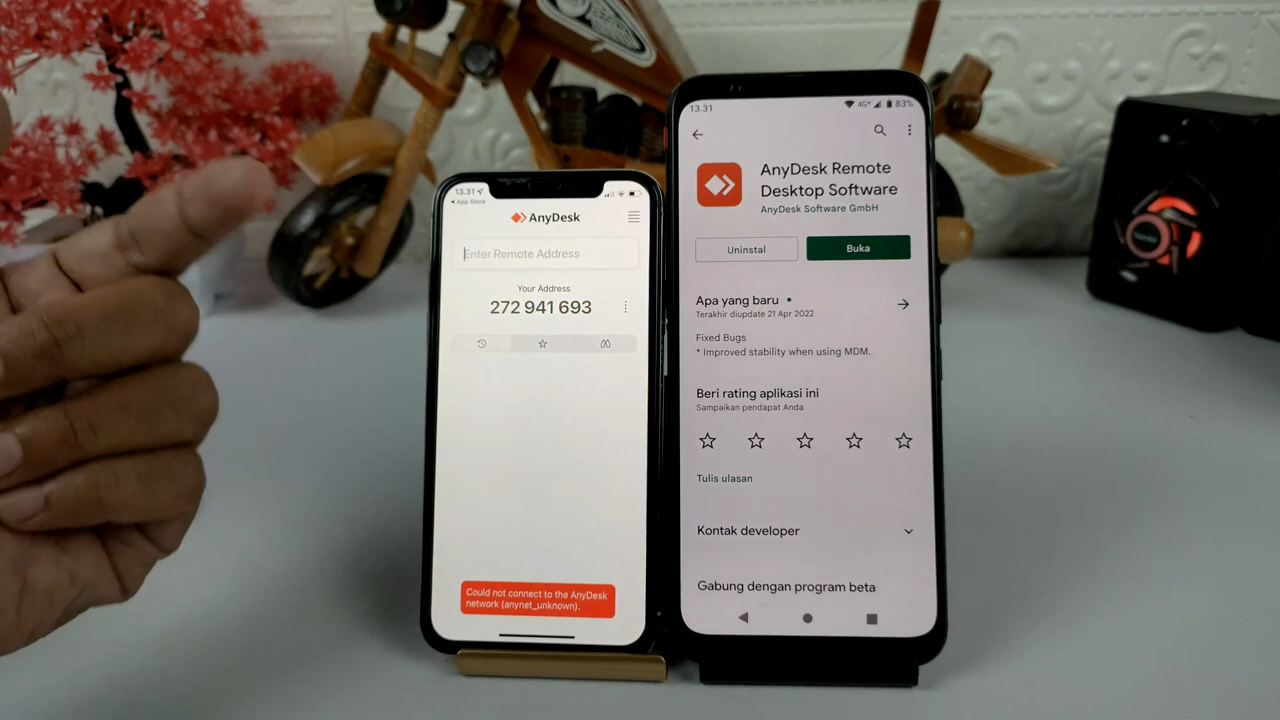 13.31
App Store
AnyDesk
Enter Remote Address
Your Address
272 941 693
Could not connect to the AnyDesk
network (anynet_unknown).
13.31
4G+
83%
AnyDesk Remote
Desktop Software
AnyDesk Software GmbH
Uninstal
Buka
Apa yang baru
Terakhir diupdate 21 Apr 2022
Fixed Bugs
* Improved stability when using MDM.
Beri rating aplikasi ini
Sampaikan pendapat Anda
Tulis ulasan
Kontak developer
Gabung dengan program beta